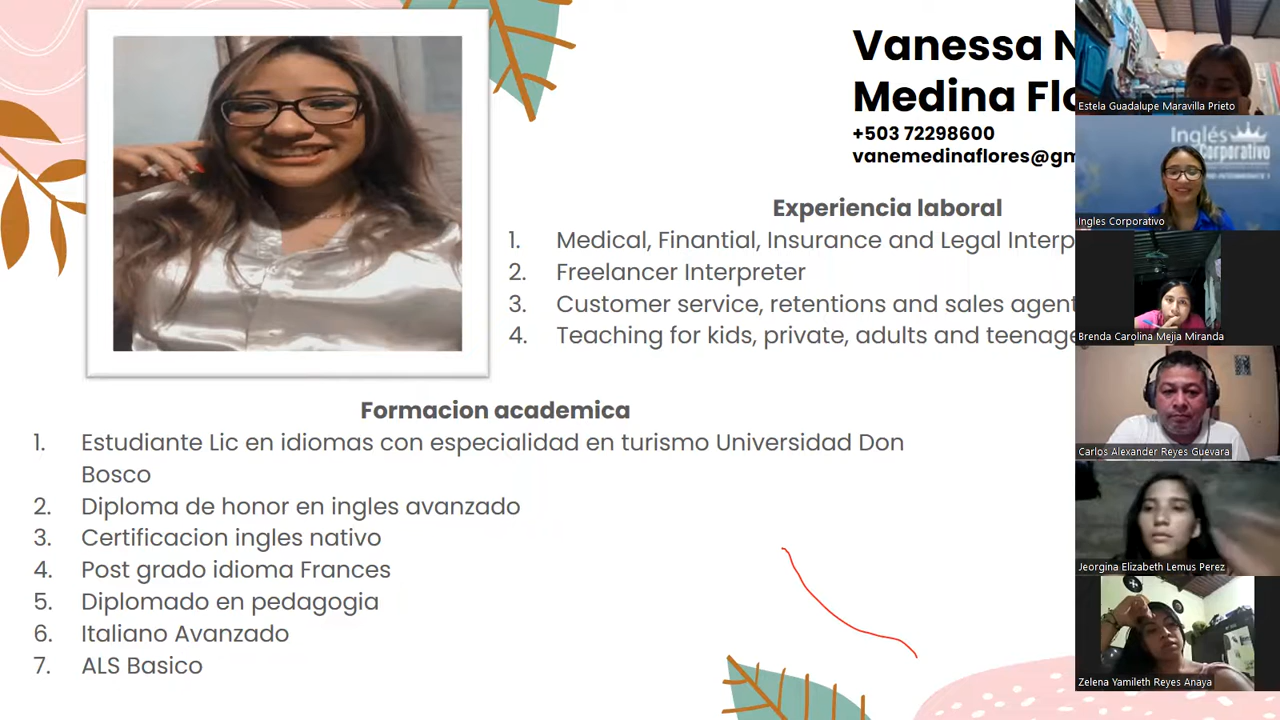 Vanessa N
Medina Flo
+503 72298600
vanemedinaflores@gm
Experiencia laboral
1. Medical, Finantial, Insurance and Legal Interp
2. Freelancer Interpreter
3. Customer service, retentions and sales agent
4. Teaching for kids, private, adults and teenage
Formacion academica
1. Estudiante Lic en idiomas con especialidad en turismo Universidad Don
Bosco
2. Diploma de honor en ingles avanzado
3. Certificacion ingles nativo
4. Post grado idioma Frances
5. Diplomado en pedagogia
6. Italiano Avanzado
7. ALS Basico
Estela Guadalupe Maravilla Prieto
Inglés
Corporativo
Ingles Corporativo
Brenda Carolina Mejia Miranda
Carlos Alexander Reyes Guevara
Jeorgina Elizabeth Lemus Perez
Zelena Yamileth Reyes Anaya